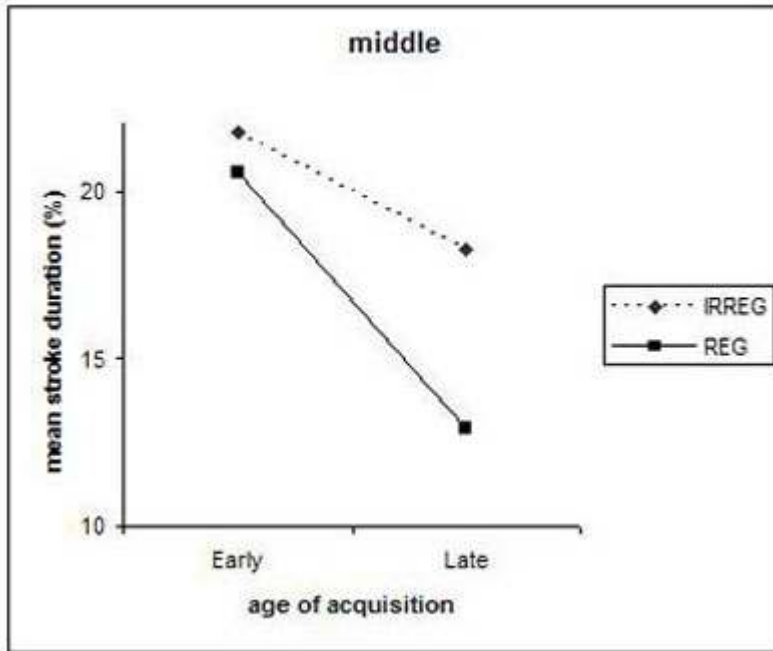 middle
mean stroke duration (%)
20
15
10
Early Late
age of acquisition
IRREG
REG